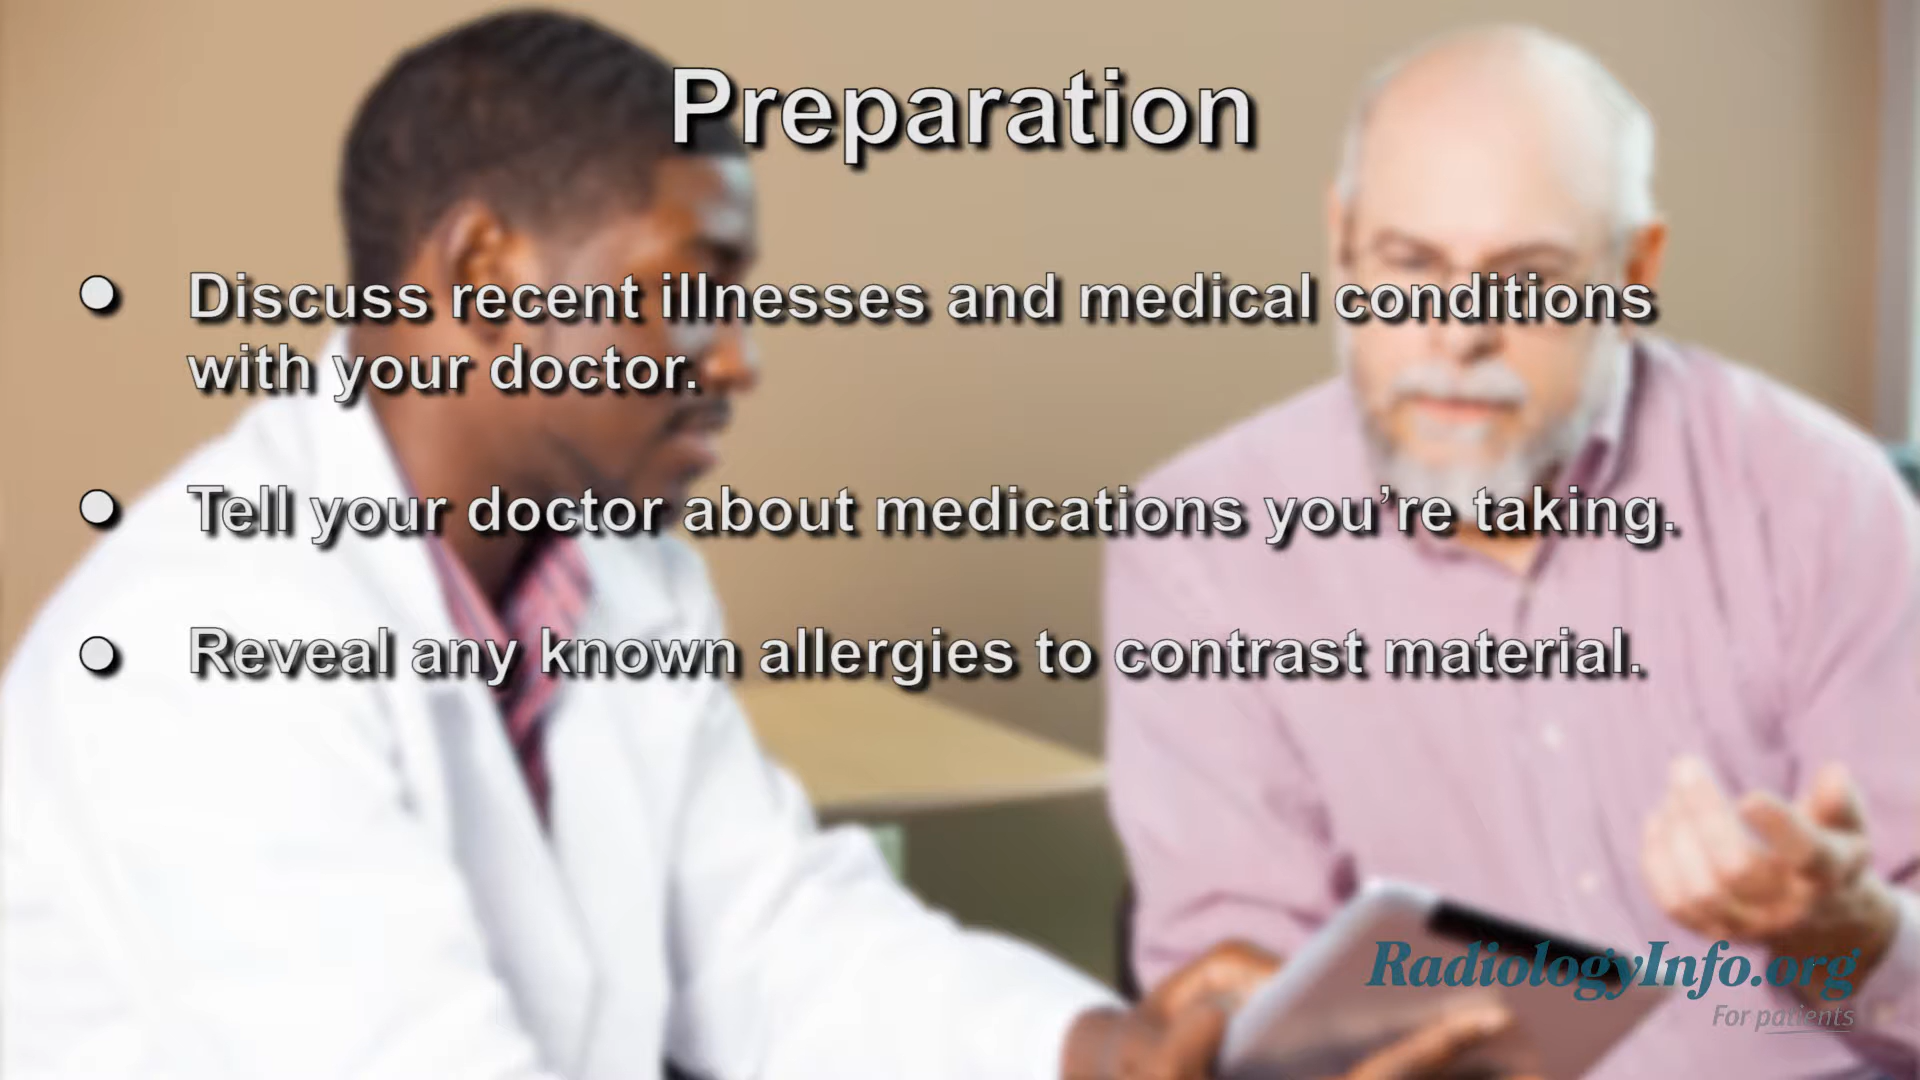 Preparation
Discuss recent illnesses and medical conditions
with your doctor.
Tell your doctor about medications you’re taking.
Reveal any known allergies to contrast material.
RadiologyInfo.org
For patients